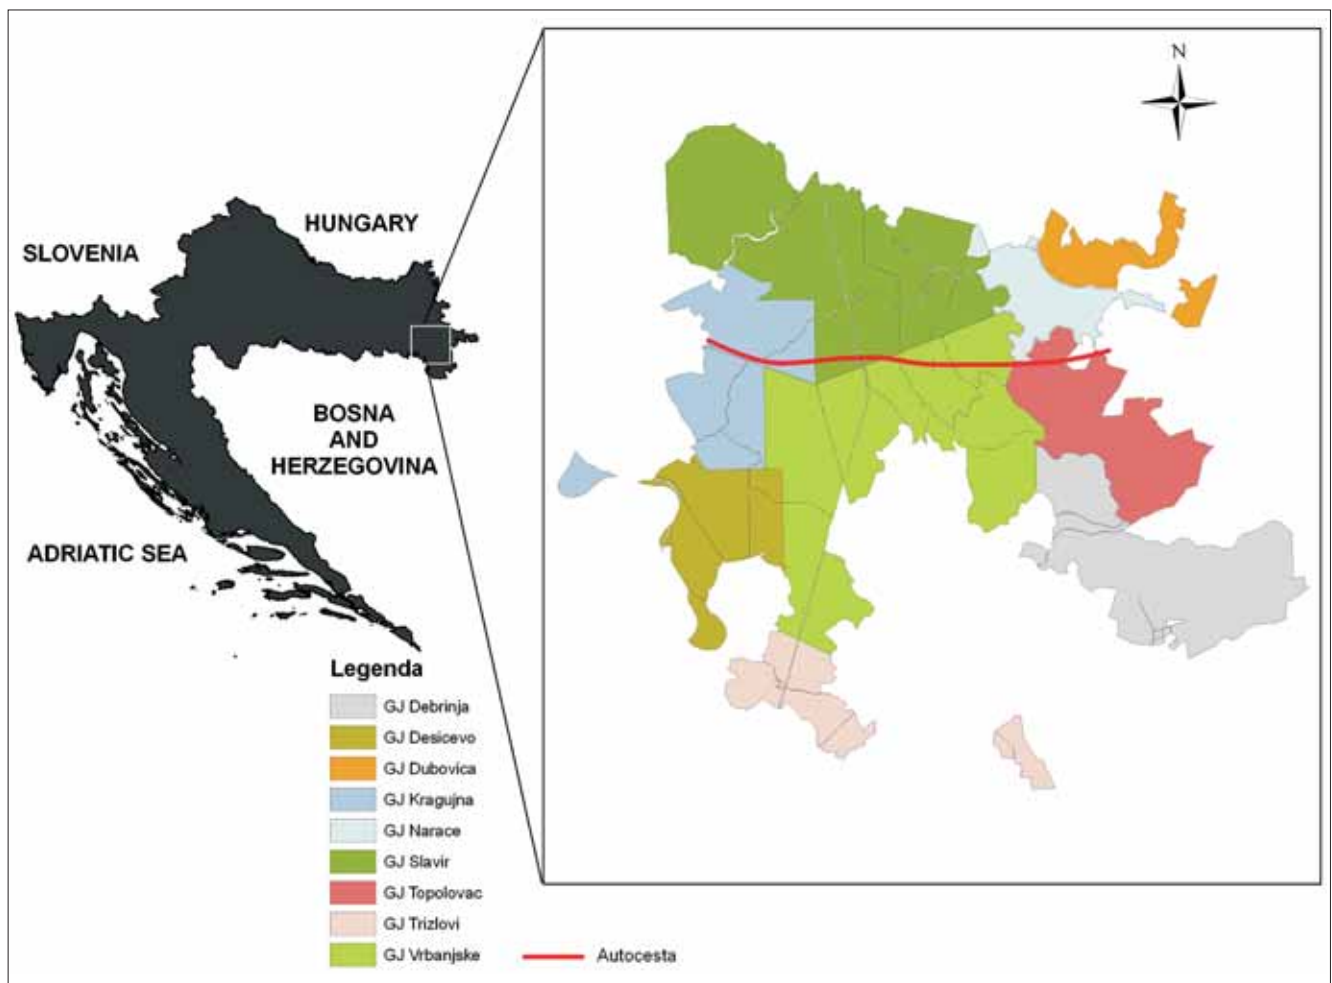 N
HUNGARY
SLOVENIA
BOSNA
AND
HERZEGOVINA
ADRIATIC SEA
Legenda
GJ Debrinja
GJ Desicevo
GJ Dubovica
GJ Kragujna
GJ Narace
GJ Slavir
GJ Topolovac
GJ Trizlovi
GJ Vrbanjske
Autocesta